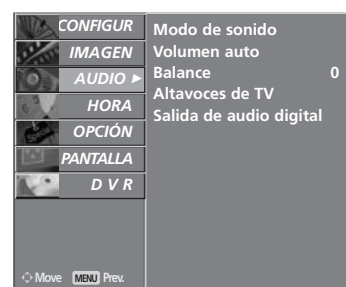 CONFIGUR
IMAGEN
AUDIO ►
HORA
OPCIÓN
PANTALLA
D V R
Modo de sonido
Volumen auto
Balance 0
Altavoces de TV
Salida de audio digital
Move MENU Prev.